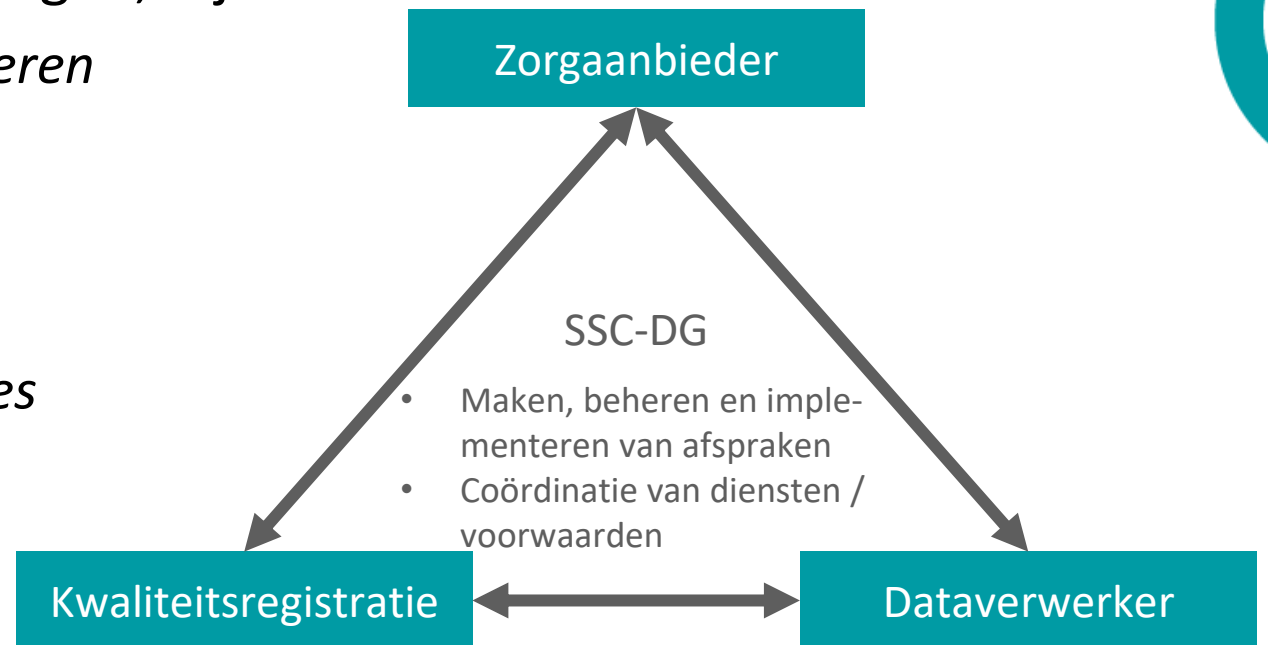 eren
Zorgaanbieder
SSC-DG
es
• Maken, beheren en imple-
menteren van afspraken
• Coördinatie van diensten /
voorwaarden
Kwaliteitsregistratie
Dataverwerker